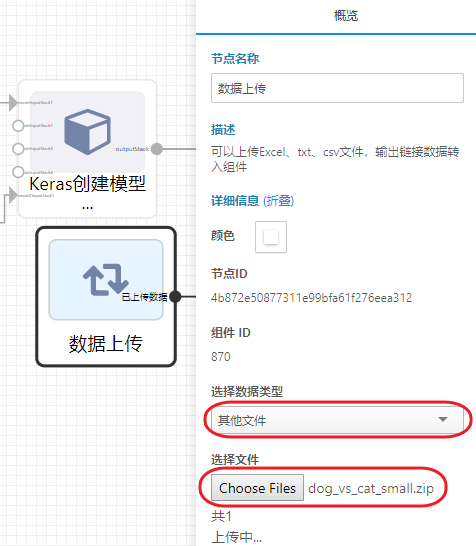 概览
节点名称
数据上传
描述
可以上传Excel、txt、csv文件，输出链接数据转
入组件
详细信息 (折叠)
颜色
节点ID
4b872e50877311e99bfa61f276eea312
组件 ID
870
选择数据类型
其他文件
选择文件
Choose Files dog_vs_cat_small.zip
共1
上传中...
outputStack
Keras创建模型
...
已上传数据
数据上传